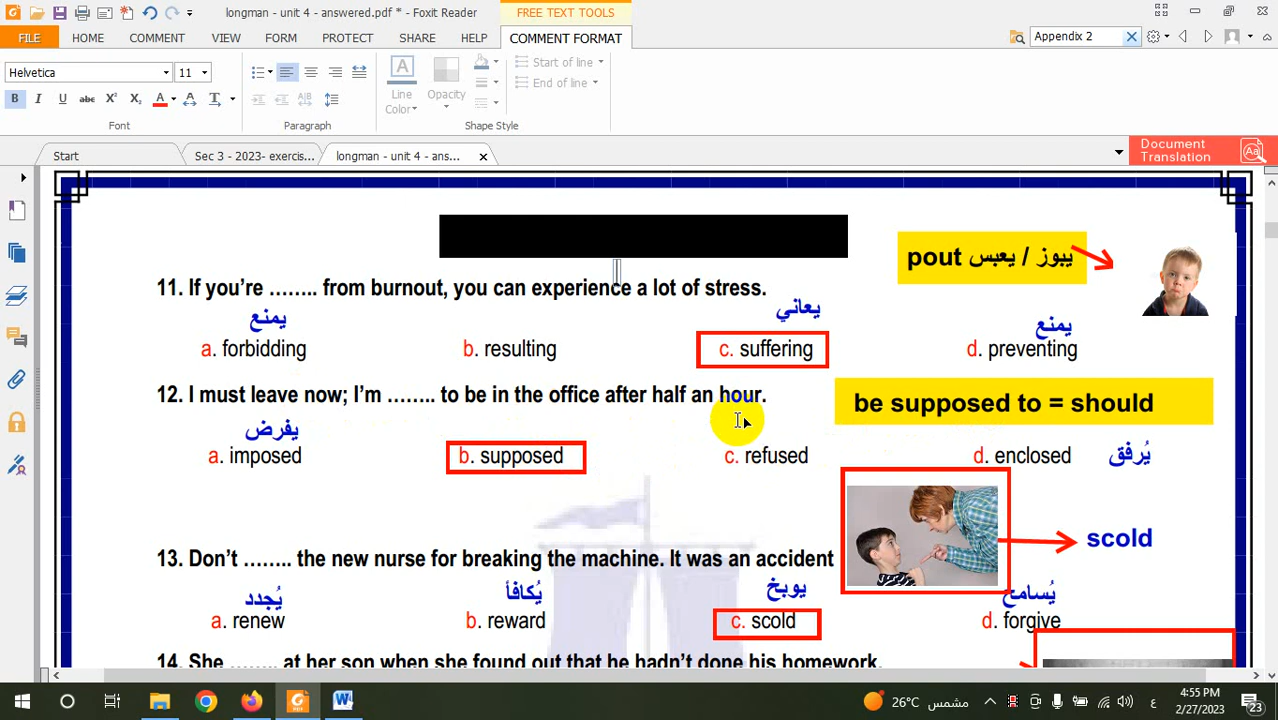 longman - unit 4 - answered.pdf * - Foxit Reader
FREE TEXT TOOLS
FILE HOME COMMENT VIEW FORM PROTECT SHARE HELP COMMENT FORMAT
Appendix 2
Helvetica 11
Start of line
End of line
B I U abc X² X₂ A A T
Line Color Opacity
Font Paragraph Shape Style
Start Sec 3 - 2023- exercis... longman - unit 4 - ans...
Document Translation
pout يبوز / يعبس
11. If you're …….. from burnout, you can experience a lot of stress.
يمنع يعاني يمنع
a. forbidding b. resulting c. suffering d. preventing
12. I must leave now; I'm …….. to be in the office after half an hour.
be supposed to = should
يفرض
a. imposed b. supposed c. refused d. enclosed يُرفق
scold
13. Don't …….. the new nurse for breaking the machine. It was an accident
يُجدد يُكافأ يوبخ يُسامح
a. renew b. reward c. scold d. forgive
14. She …….. at her son when she found out that he hadn't done his homework.
26°C مشمس
ع
4:55 PM
2/27/2023
23